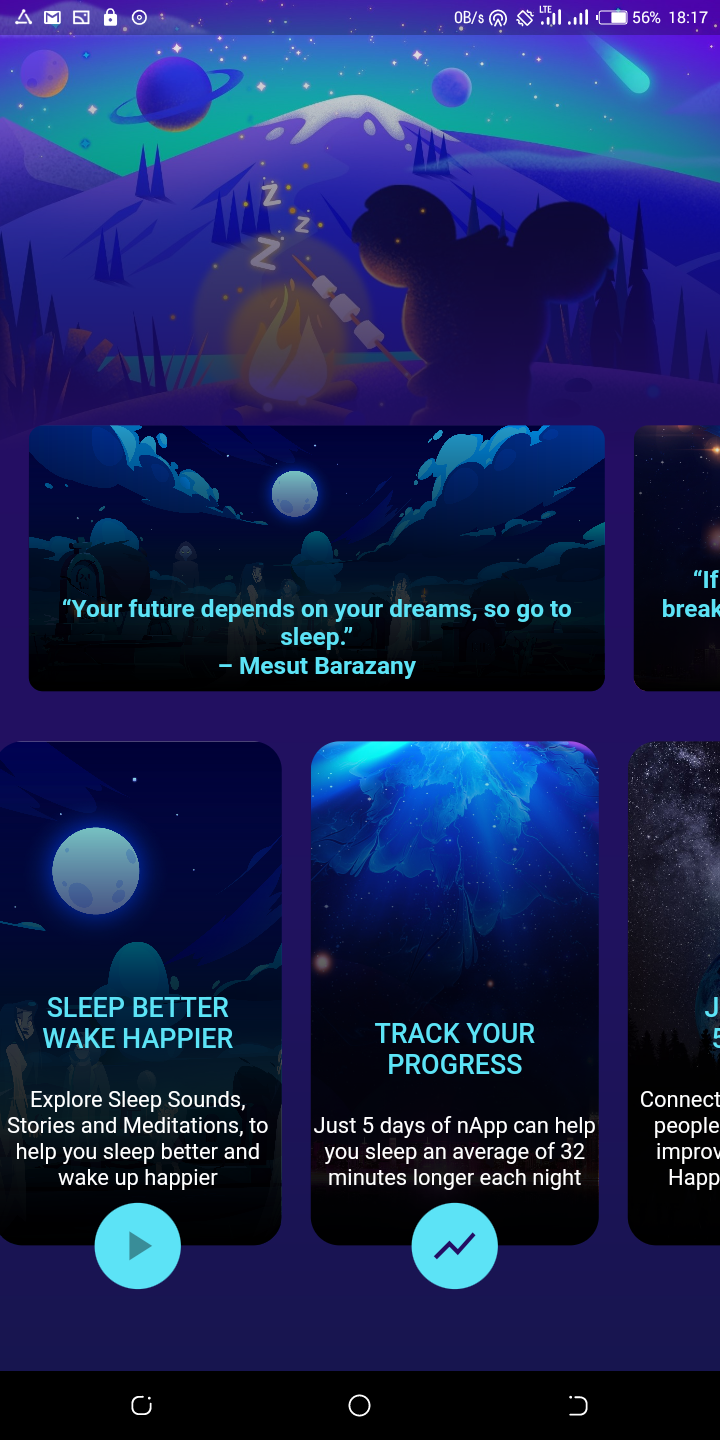 0B/s LTE 56% 18:17
Z
Z
Z
“Your future depends on your dreams, so go to
sleep.”
– Mesut Barazany
“If
break
SLEEP BETTER
WAKE HAPPIER
Explore Sleep Sounds,
Stories and Meditations, to
help you sleep better and
wake up happier
TRACK YOUR
PROGRESS
Just 5 days of nApp can help
you sleep an average of 32
minutes longer each night
J
5
Connect
people
improv
Happ